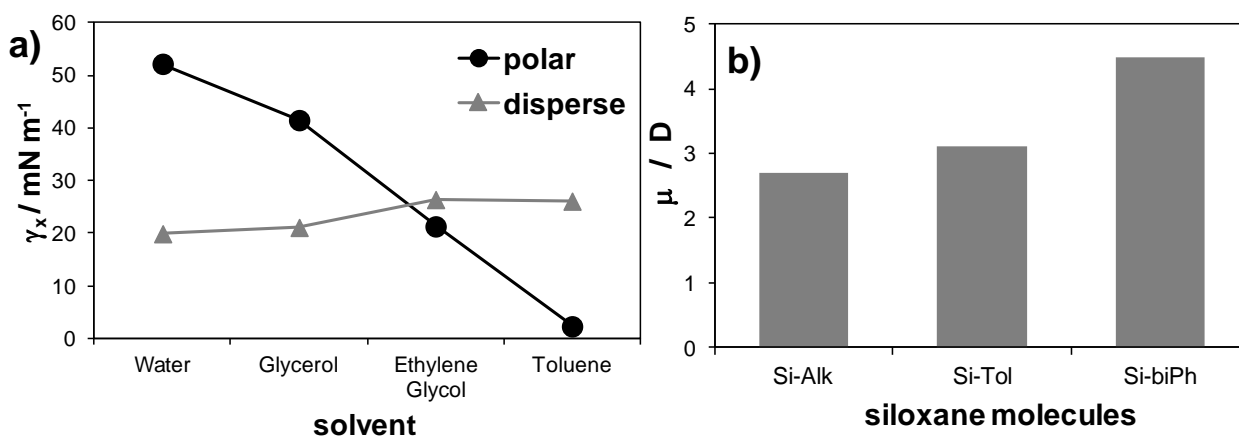 a)
γx / mN m-1
60
50
40
30
20
10
0
polar
disperse
Water
Glycerol
Ethylene
Glycol
Toluene
solvent
b)
μ / D
5
4
3
2
1
0
Si-Alk
Si-Tol
Si-biPh
siloxane molecules